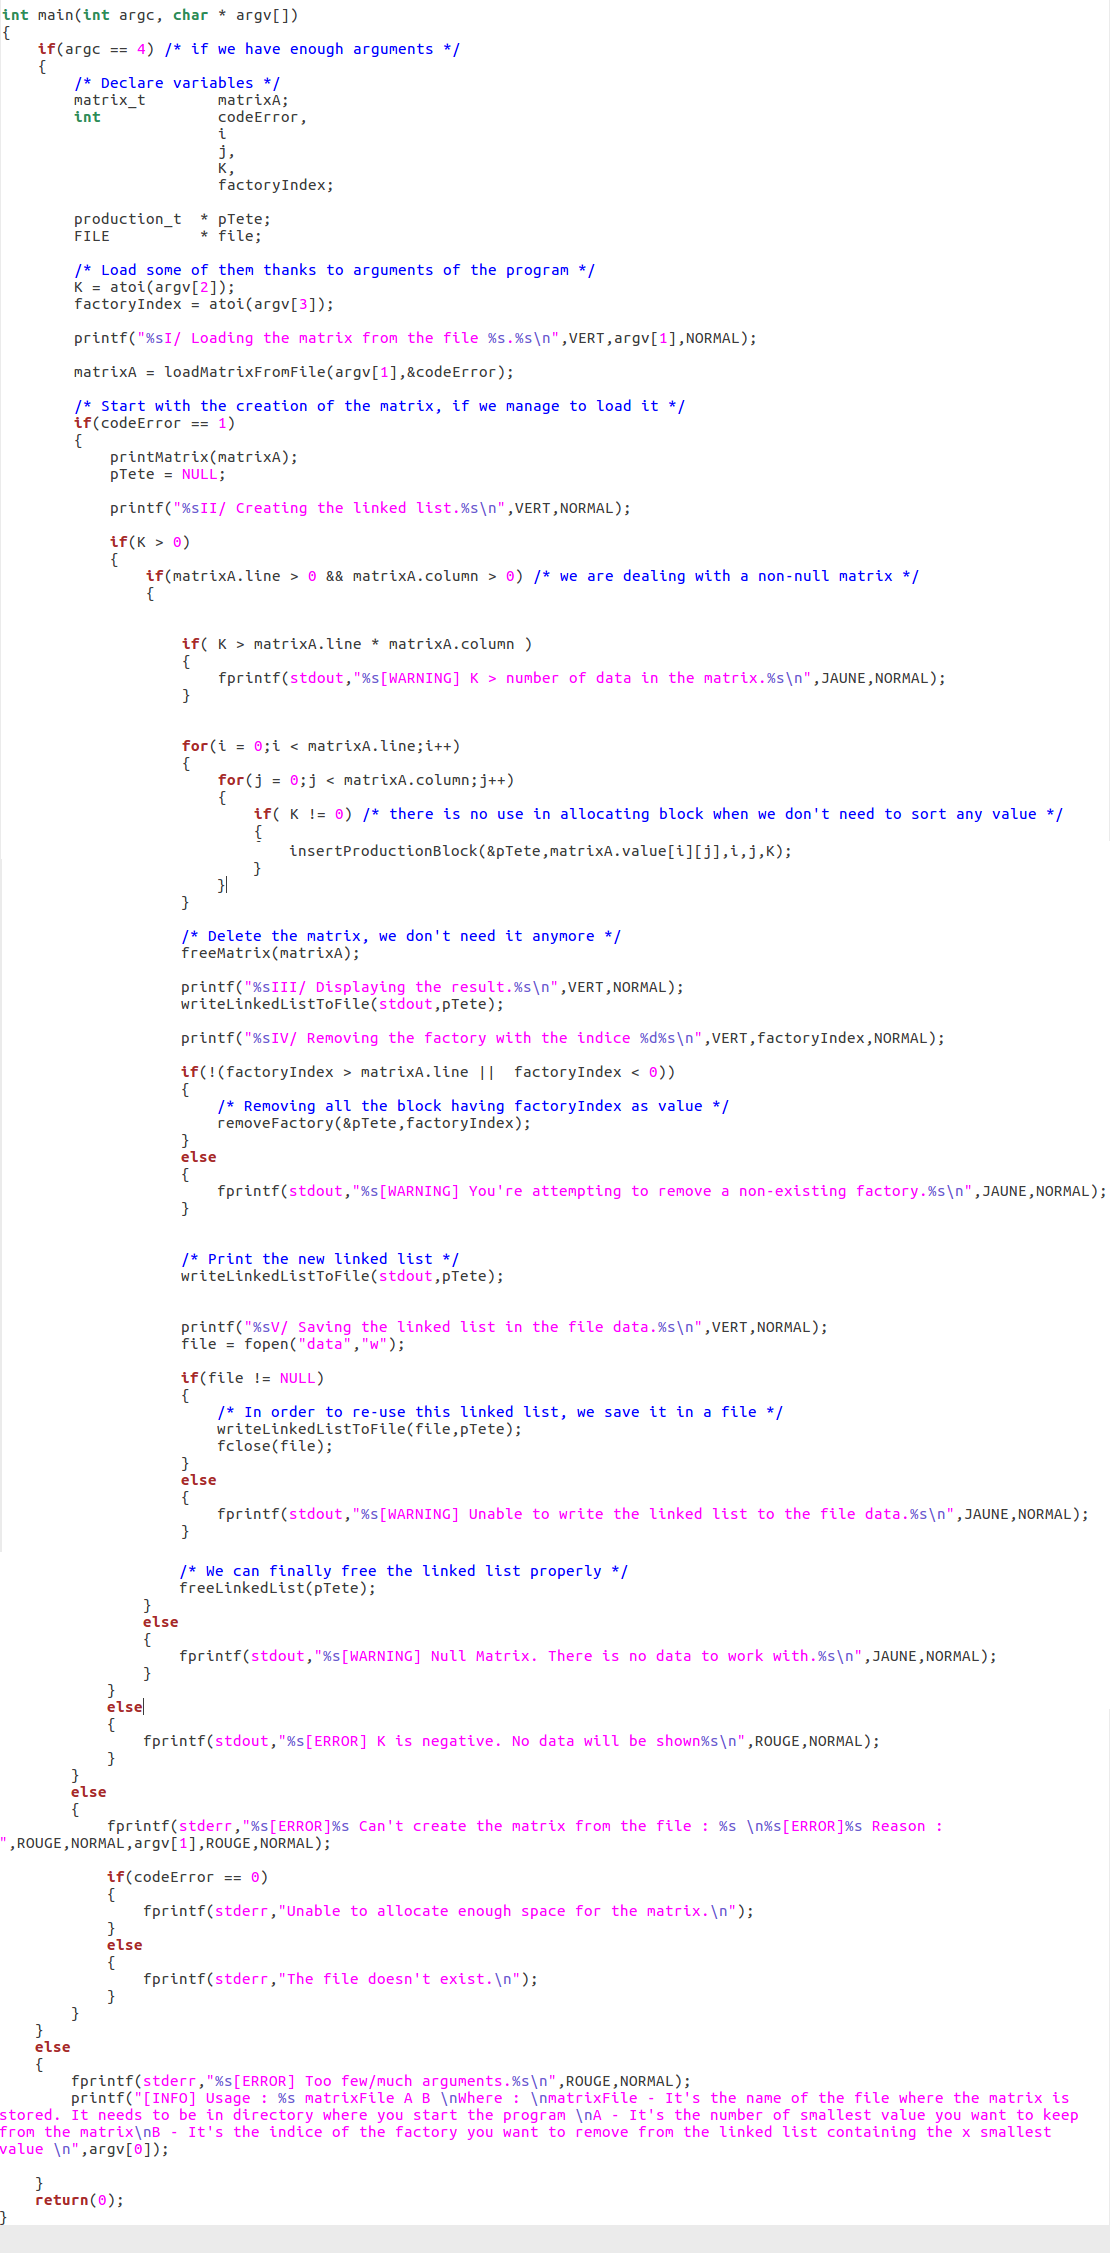 int main(int argc, char * argv[])
{
    if(argc == 4) /* if we have enough arguments */
    {
        /* Declare variables */
        matrix_t        matrixA;
        int             codeError,
                        i
                        j,
                        K,
                        factoryIndex;

        production_t  * pTete;
        FILE          * file;

        /* Load some of them thanks to arguments of the program */
        K = atoi(argv[2]);
        factoryIndex = atoi(argv[3]);

        printf("%sI/ Loading the matrix from the file %s.%s\n",VERT,argv[1],NORMAL);

        matrixA = loadMatrixFromFile(argv[1],&codeError);

        /* Start with the creation of the matrix, if we manage to load it */
        if(codeError == 1)
        {
            printMatrix(matrixA);
            pTete = NULL;

            printf("%sII/ Creating the linked list.%s\n",VERT,NORMAL);

            if(K > 0)
            {
                if(matrixA.line > 0 && matrixA.column > 0) /* we are dealing with a non-null matrix */
                {

                    if( K > matrixA.line * matrixA.column )
                    {
                        fprintf(stdout,"%s[WARNING] K > number of data in the matrix.%s\n",JAUNE,NORMAL);
                    }

                    for(i = 0;i < matrixA.line;i++)
                    {
                        for(j = 0;j < matrixA.column;j++)
                        {
                            if( K != 0) /* there is no use in allocating block when we don't need to sort any value */
                            {
                                insertProductionBlock(&pTete,matrixA.value[i][j],i,j,K);
                            }
                        }
                    }

                    /* Delete the matrix, we don't need it anymore */
                    freeMatrix(matrixA);

                    printf("%sIII/ Displaying the result.%s\n",VERT,NORMAL);
                    writeLinkedListToFile(stdout,pTete);

                    printf("%sIV/ Removing the factory with the indice %d%s\n",VERT,factoryIndex,NORMAL);

                    if(!(factoryIndex > matrixA.line ||  factoryIndex < 0))
                    {
                        /* Removing all the block having factoryIndex as value */
                        removeFactory(&pTete,factoryIndex);
                    }
                    else
                    {
                        fprintf(stdout,"%s[WARNING] You're attempting to remove a non-existing factory.%s\n",JAUNE,NORMAL);
                    }

                    /* Print the new linked list */
                    writeLinkedListToFile(stdout,pTete);

                    printf("%sV/ Saving the linked list in the file data.%s\n",VERT,NORMAL);
                    file = fopen("data","w");

                    if(file != NULL)
                    {
                        /* In order to re-use this linked list, we save it in a file */
                        writeLinkedListToFile(file,pTete);
                        fclose(file);
                    }
                    else
                    {
                        fprintf(stdout,"%s[WARNING] Unable to write the linked list to the file data.%s\n",JAUNE,NORMAL);
                    }

                    /* We can finally free the linked list properly */
                    freeLinkedList(pTete);
                }
                else
                {
                    fprintf(stdout,"%s[WARNING] Null Matrix. There is no data to work with.%s\n",JAUNE,NORMAL);
                }
            }
            else
            {
                fprintf(stdout,"%s[ERROR] K is negative. No data will be shown%s\n",ROUGE,NORMAL);
            }
        }
        else
        {
            fprintf(stderr,"%s[ERROR]%s Can't create the matrix from the file : %s \n%s[ERROR]%s Reason :
",ROUGE,NORMAL,argv[1],ROUGE,NORMAL);

            if(codeError == 0)
            {
                fprintf(stderr,"Unable to allocate enough space for the matrix.\n");
            }
            else
            {
                fprintf(stderr,"The file doesn't exist.\n");
            }
        }
    }
    else
    {
        fprintf(stderr,"%s[ERROR] Too few/much arguments.%s\n",ROUGE,NORMAL);
        printf("[INFO] Usage : %s matrixFile A B \nWhere : \nmatrixFile - It's the name of the file where the matrix is
stored. It needs to be in directory where you start the program \nA - It's the number of smallest value you want to keep
from the matrix\nB - It's the indice of the factory you want to remove from the linked list containing the x smallest
value \n",argv[0]);

    }
    return(0);
}